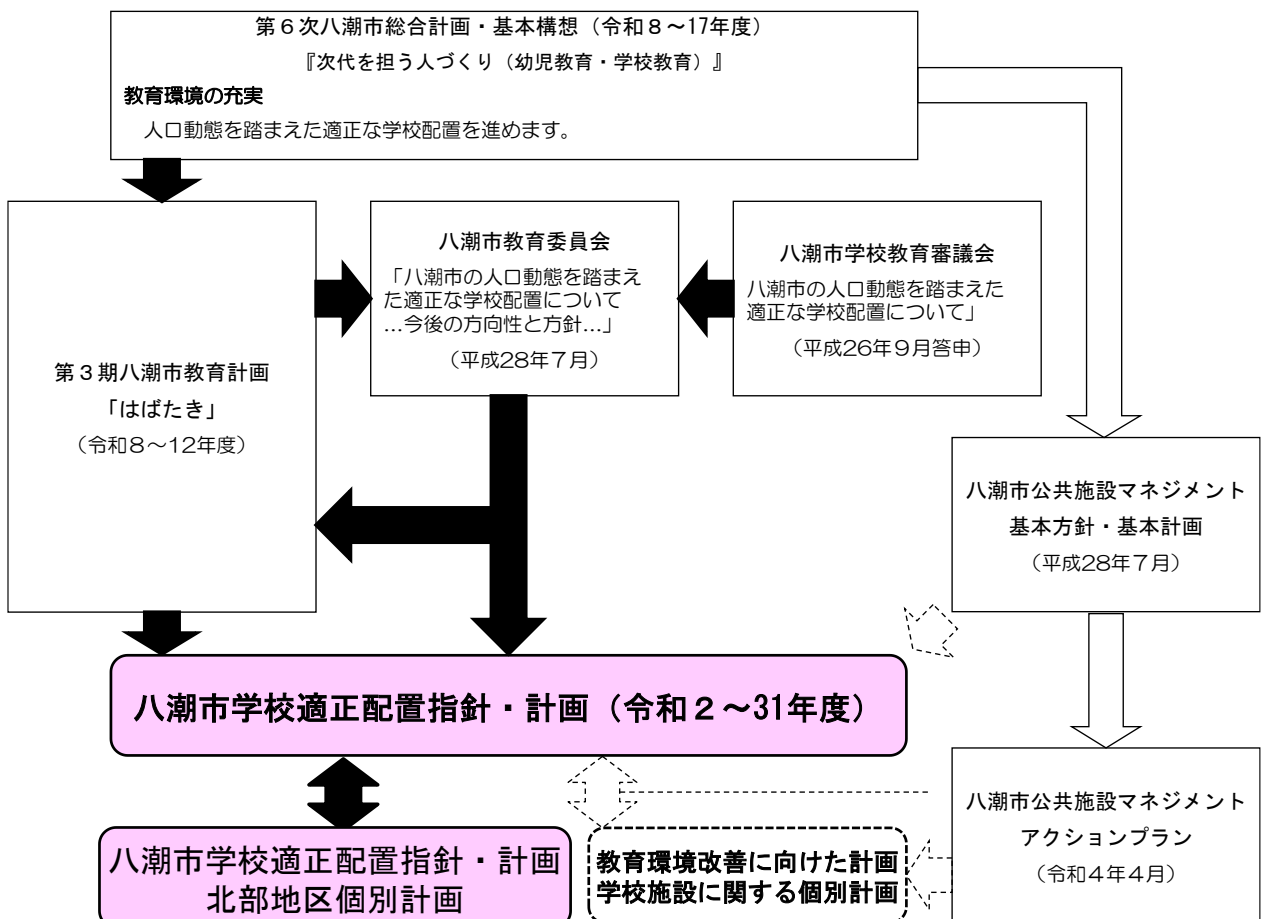 第６次八潮市総合計画・基本構想（令和８～17年度）
『次代を担う人づくり（幼児教育・学校教育）』
教育環境の充実
人口動態を踏まえた適正な学校配置を進めます。
第３期八潮市教育計画
「はばたき」
（令和８～12年度）
八潮市教育委員会
「八潮市の人口動態を踏まえ
た適正な学校配置について
…今後の方向性と方針…」
（平成28年７月）
八潮市学校教育審議会
八潮市の人口動態を踏まえた
適正な学校配置について」
（平成26年９月答申）
八潮市公共施設マネジメント
基本方針・基本計画
（平成28年７月）
八潮市学校適正配置指針・計画（令和２～31年度）
八潮市学校適正配置指針・計画
北部地区個別計画
教育環境改善に向けた計画
学校施設に関する個別計画
八潮市公共施設マネジメント
アクションプラン
（令和４年４月）